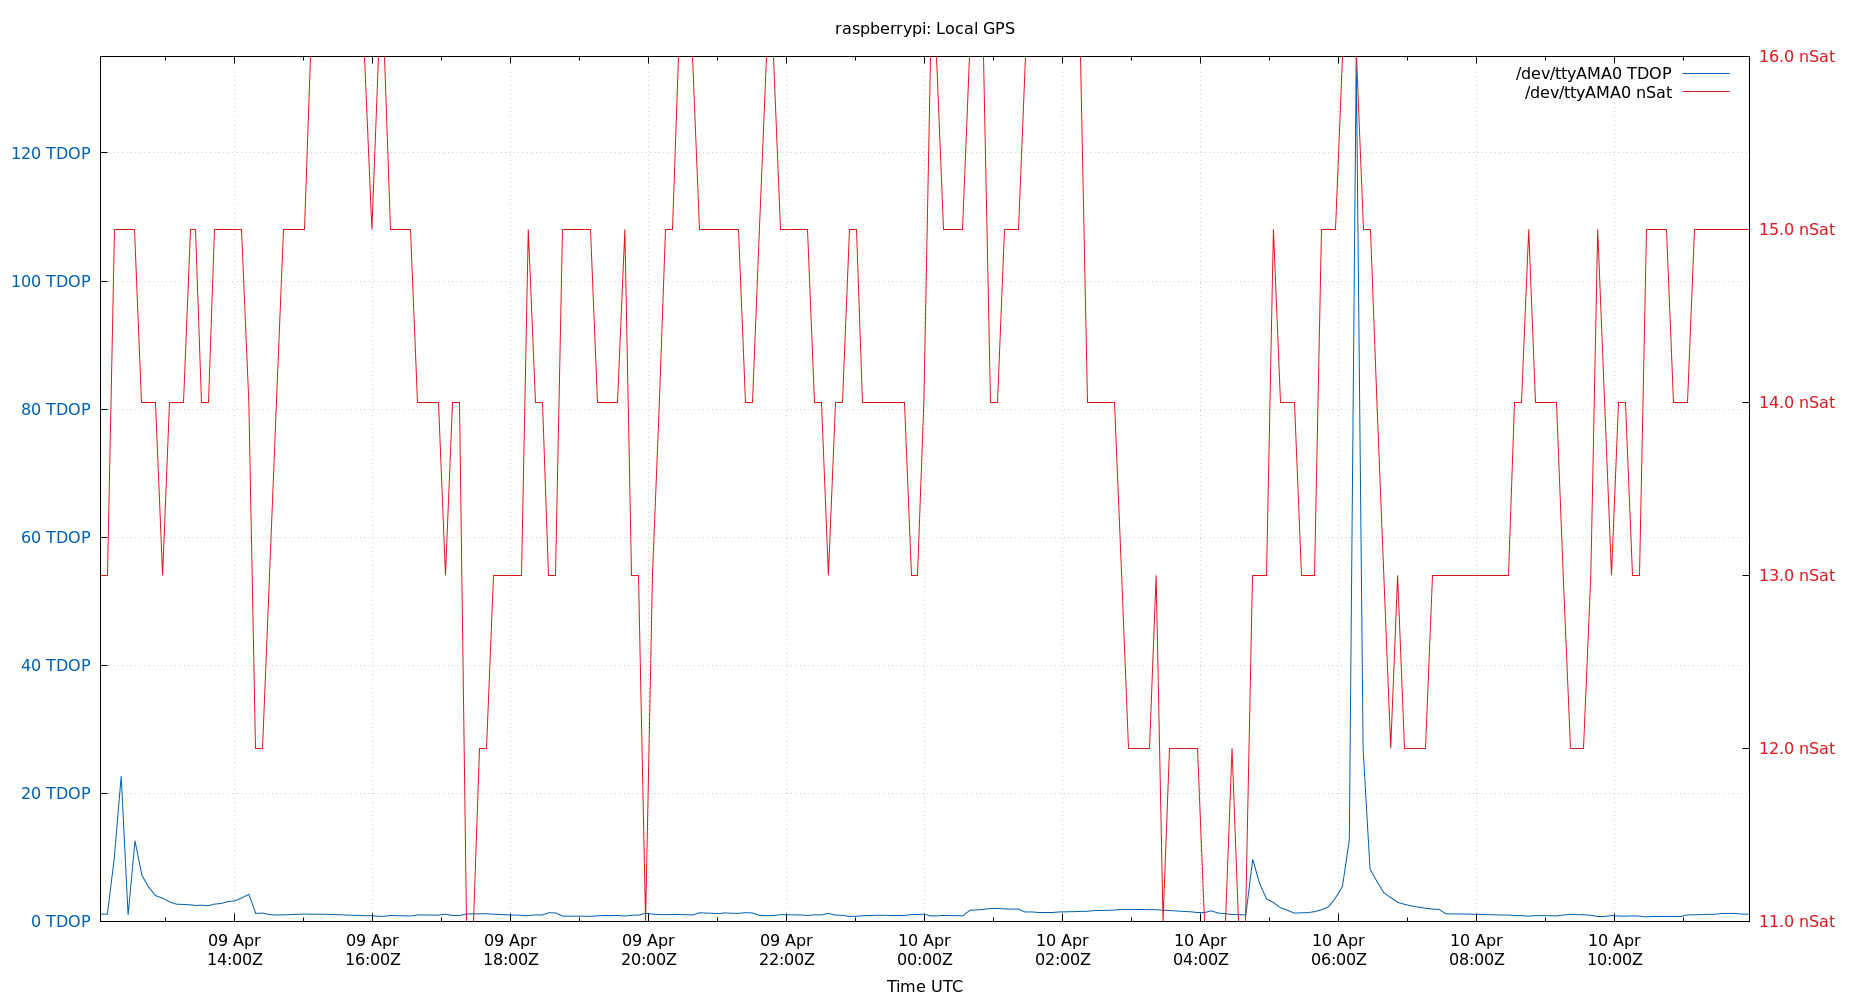 raspberrypi: Local GPS
/dev/ttyAMA0 TDOP
/dev/ttyAMA0 nSat
120 TDOP
100 TDOP
80 TDOP
60 TDOP
40 TDOP
20 TDOP
0 TDOP
16.0 nSat
15.0 nSat
14.0 nSat
13.0 nSat
12.0 nSat
11.0 nSat
09 Apr
14:00Z
09 Apr
16:00Z
09 Apr
18:00Z
09 Apr
20:00Z
09 Apr
22:00Z
10 Apr
00:00Z
10 Apr
02:00Z
10 Apr
04:00Z
10 Apr
06:00Z
10 Apr
08:00Z
10 Apr
10:00Z
Time UTC